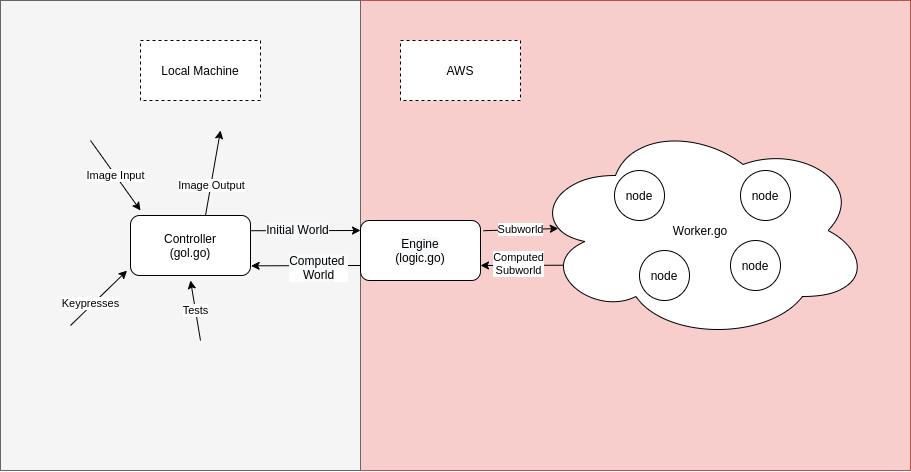 Local Machine
AWS
Image Input
Image Output
node
node
Controller
(gol.go)
Initial World
Engine
(logic.go)
Subworld
Worker.go
Computed
World
Computed
Subworld
node
node
Keypresses
Tests